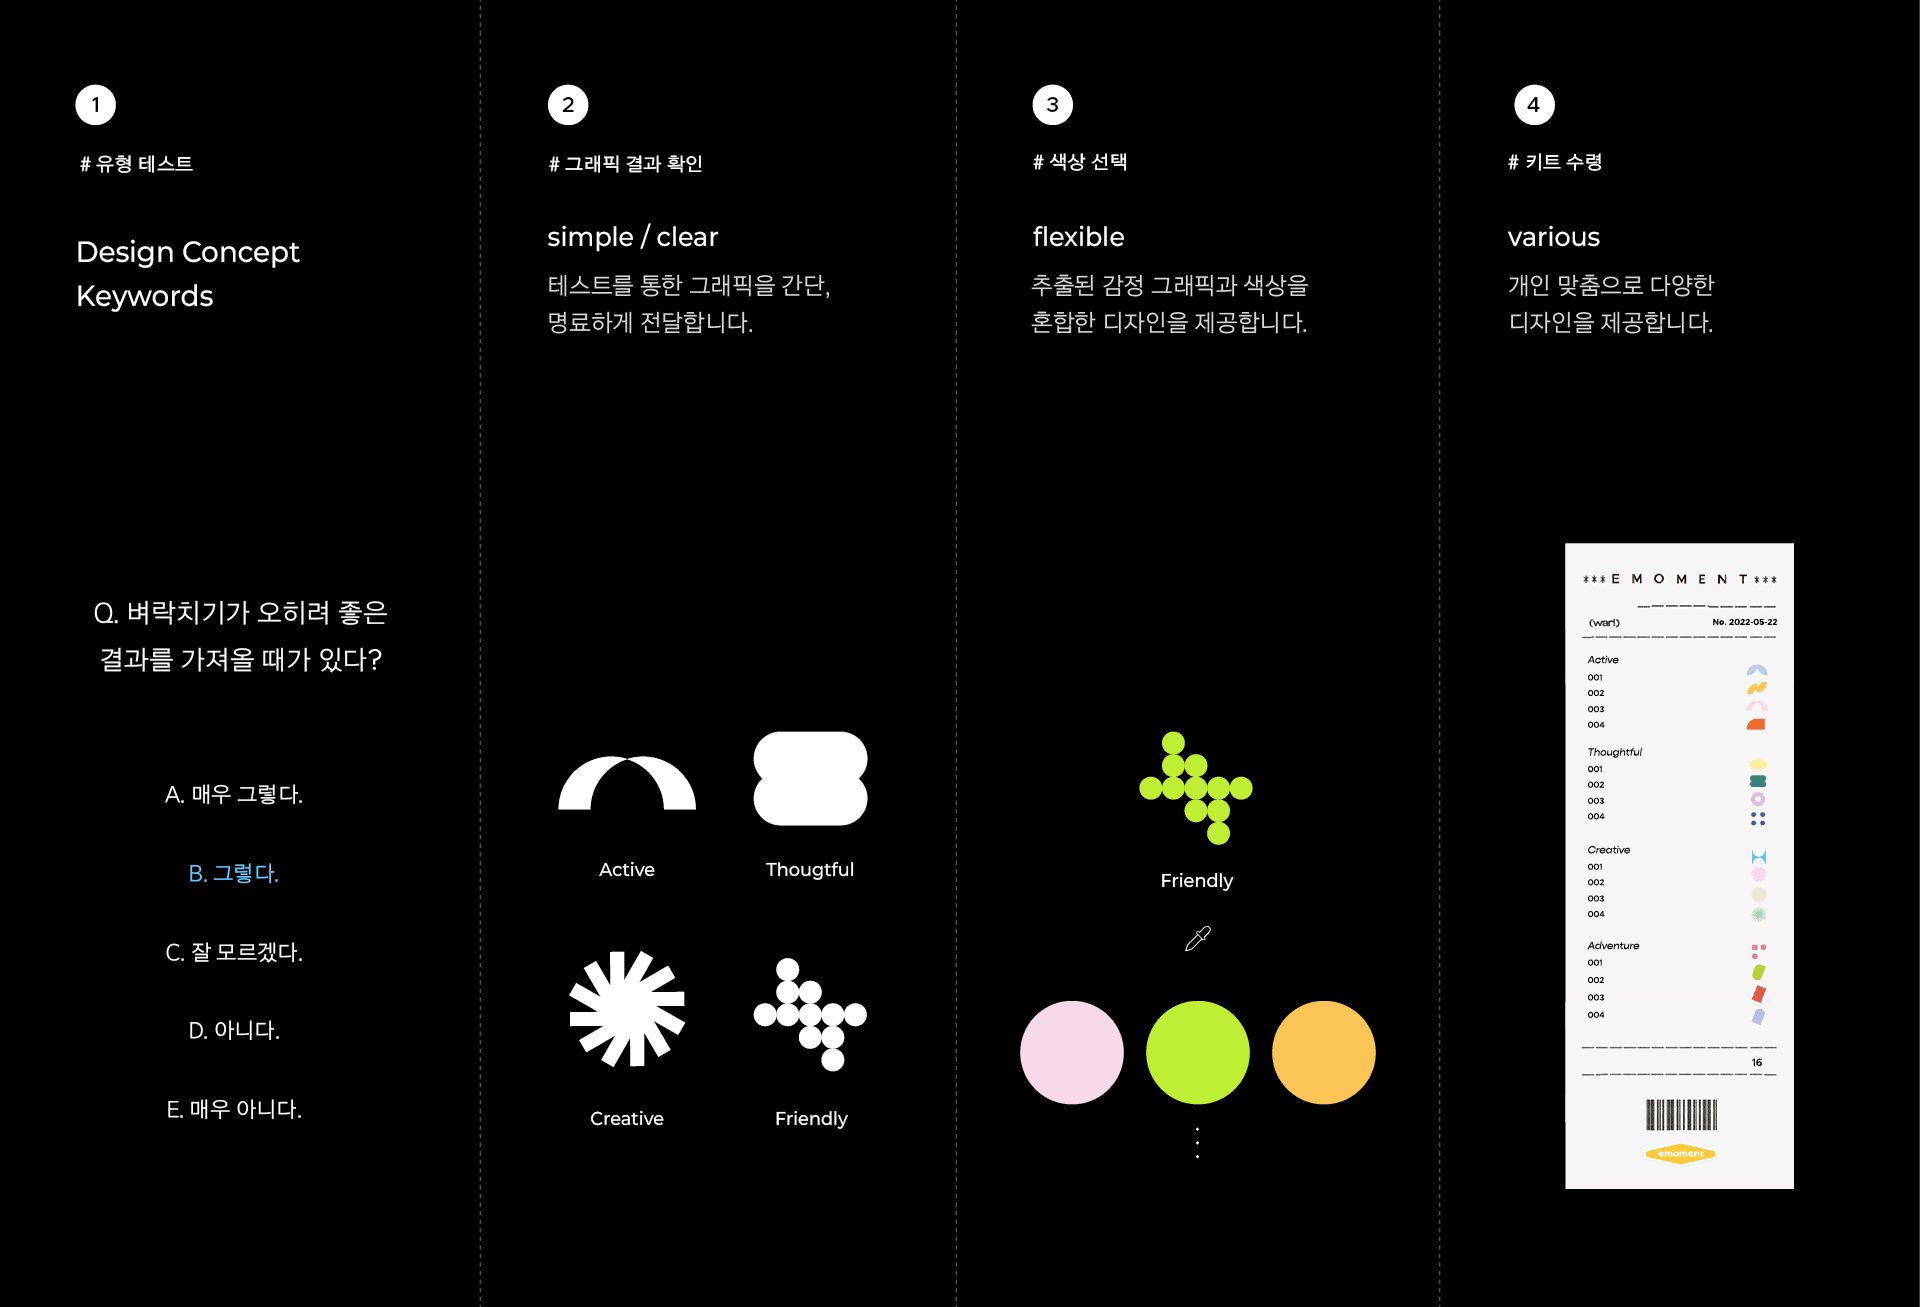 1
# 유형 테스트
Design Concept
Keywords
Q. 벼락치기가 오히려 좋은
결과를 가져올 때가 있다?
A. 매우 그렇다.
B. 그렇다.
C. 잘 모르겠다.
D. 아니다.
E. 매우 아니다.
2
# 그래픽 결과 확인
simple / clear
테스트를 통한 그래픽을 간단,
명료하게 전달합니다.
Active
Thougtful
Creative
Friendly
3
# 색상 선택
flexible
추출된 감정 그래픽과 색상을
혼합한 디자인을 제공합니다.
Friendly
4
# 키트 수령
various
개인 맞춤으로 다양한
디자인을 제공합니다.
***EMOMENT***
(war!) No. 2022-05-22
Active
001
002
003
004
Thoughtful
001
002
003
004
Creative
001
002
003
004
Adventure
001
002
003
004
16
emoment